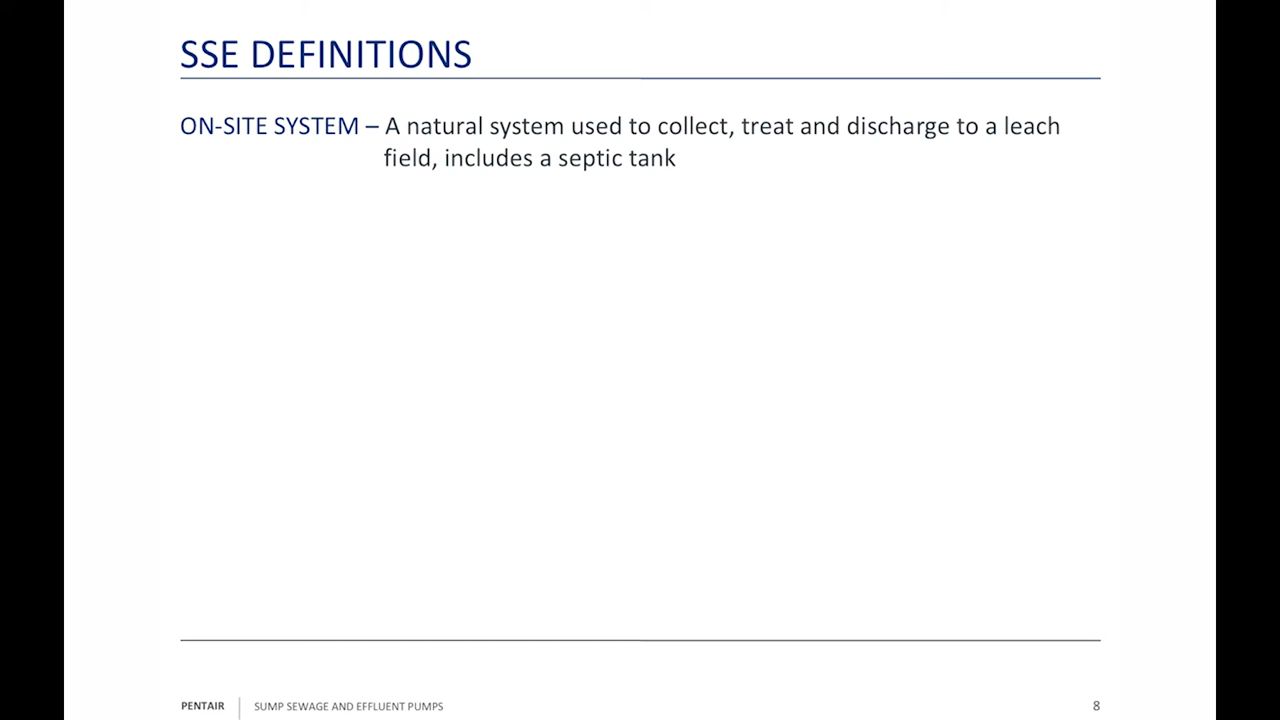 SSE DEFINITIONS
ON-SITE SYSTEM – A natural system used to collect, treat and discharge to a leach
field, includes a septic tank
PENTAIR SUMP SEWAGE AND EFFLUENT PUMPS 8